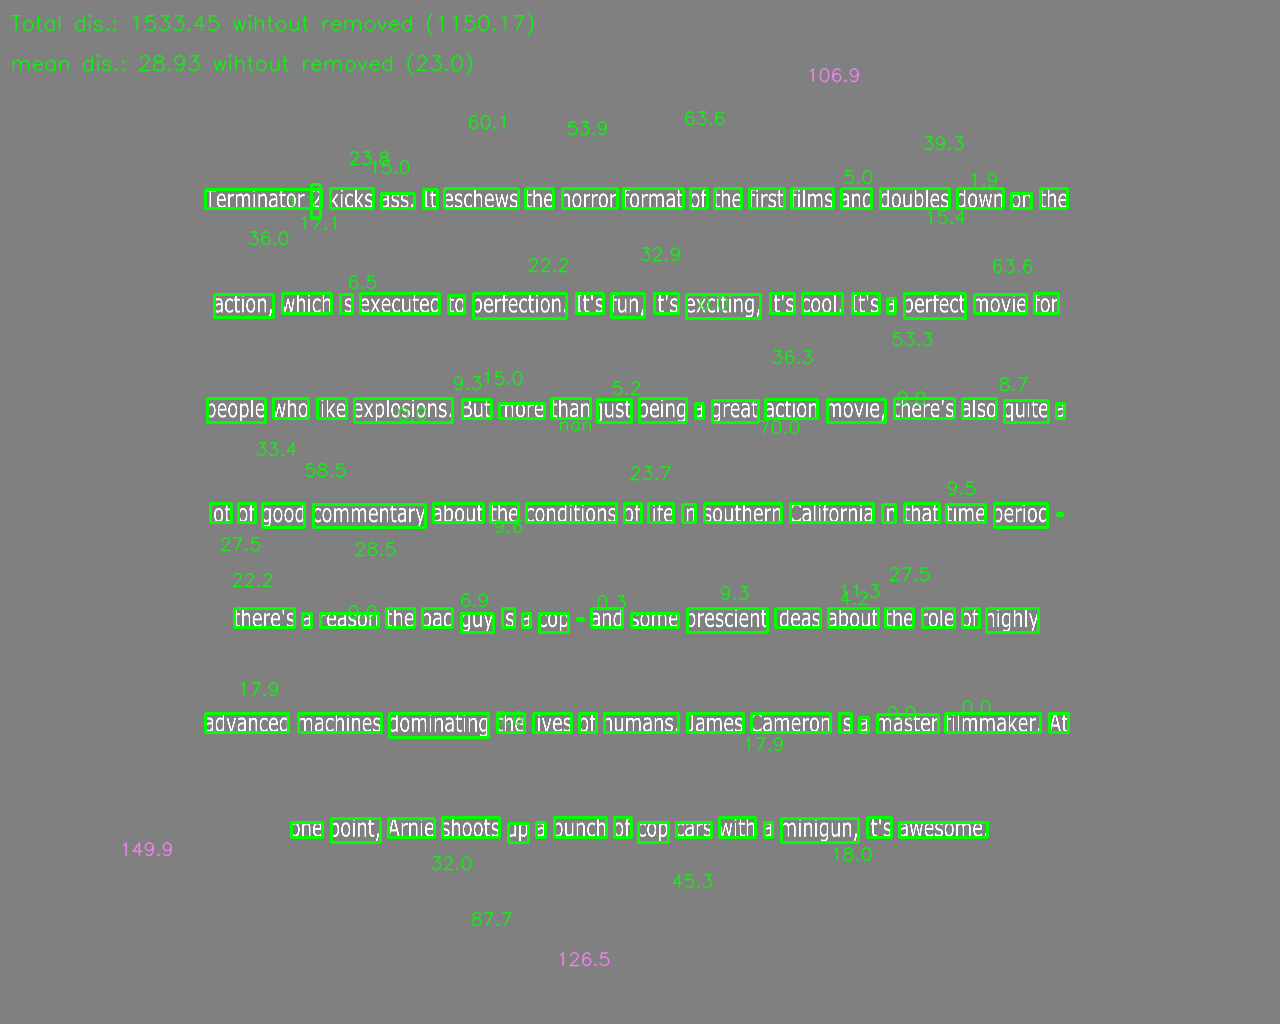 Total dis.: 1533.45 wihtout removed (1150.17)
mean dis.: 28.93 wihtout removed (23.0)
106.9
60.1 53.9 63.6
39.3
23.8 15.0 5.0 1.9
Terminator 2 kicks ass. It eschews the horror format of the first films and doubles down on the
36.0 17.1 15.4
22.2 32.9 63.6
6.5
action, which is executed to perfection. It's fun, it's exciting, it's cool. It's a perfect movie for
36.3 53.3
9.3 15.0 5.2 8.7
people who like explosions. But more than just being a great action movie, there's also quite a
nan 70.0
33.4 58.5 23.7 9.5
lot of good commentary about the conditions of life in southern California in that time period -
27.5 28.5
22.2 6.9 0.3 9.3 4.2 11.3 27.5
there's a reason the bad guy is a cop - and some prescient ideas about the role of highly
17.9 0.0
advanced machines dominating the lives of humans. James Cameron is a master filmmaker. At
17.9
one point, Arnie shoots up a bunch of cop cars with a minigun, it's awesome.
149.9 32.0 18.0
45.3
87.7
126.5